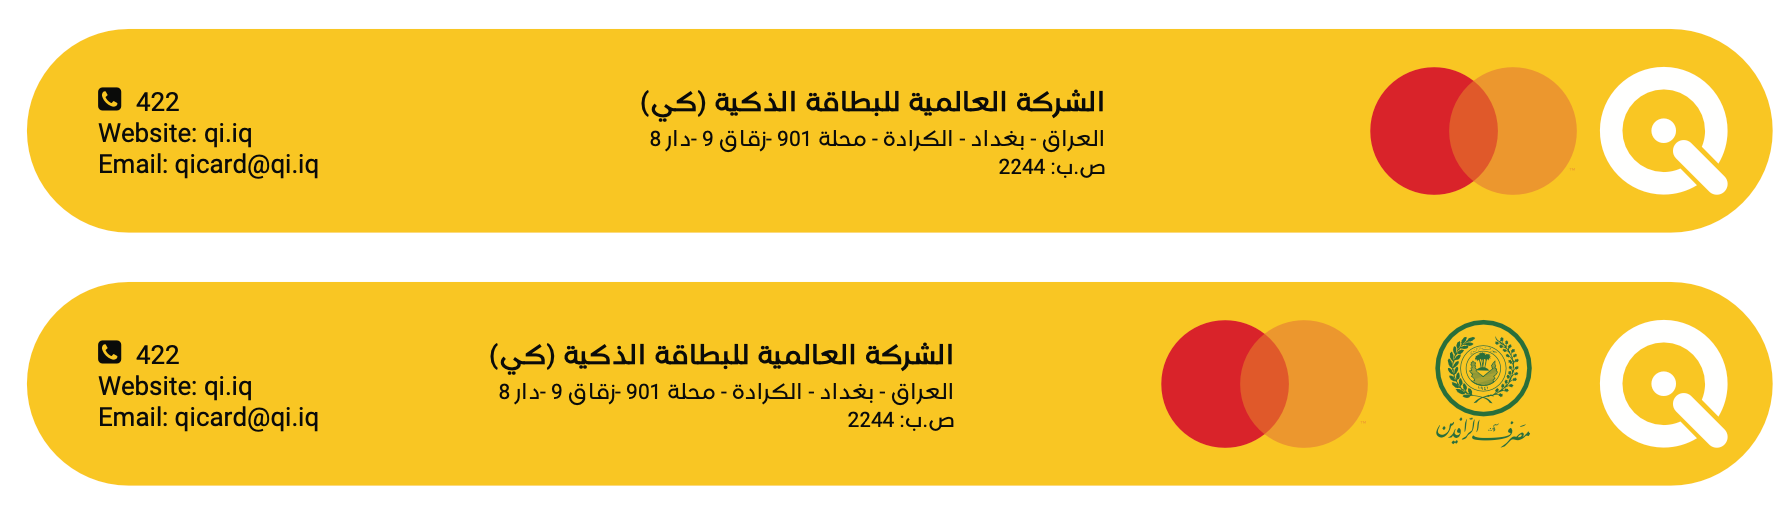 422
Website: qi.iq
Email: qicard@qi.iq
الشركة العالمية للبطاقة الذكية (كي)
العراق - بغداد - الكرادة - محلة 901 -زقاق 9 -دار 8
ص.ب: 2244
422
Website: qi.iq
Email: qicard@qi.iq
الشركة العالمية للبطاقة الذكية (كي)
العراق - بغداد - الكرادة - محلة 901 -زقاق 9 -دار 8
ص.ب: 2244
مصرف الرافدين